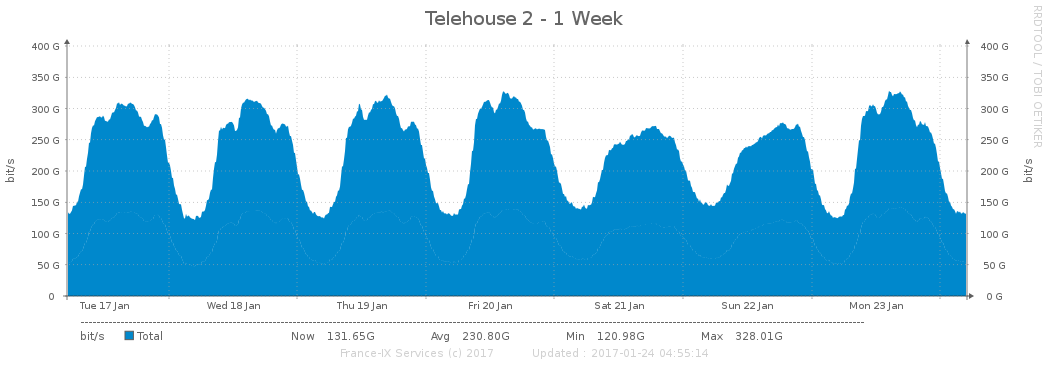 Telehouse 2 - 1 Week
RRDTOOL / TOBI OETIKER
400 G 400 G
350 G 350 G
300 G 300 G
250 G 250 G
200 G 200 G
150 G 150 G
100 G 100 G
50 G 50 G
0 0 G
bit/s bit/s
Tue 17 Jan Wed 18 Jan Thu 19 Jan Fri 20 Jan Sat 21 Jan Sun 22 Jan Mon 23 Jan
bit/s Total Now 131.65G Avg 230.80G Min 120.98G Max 328.01G
France-IX Services (c) 2017 Updated : 2017-01-24 04:55:14